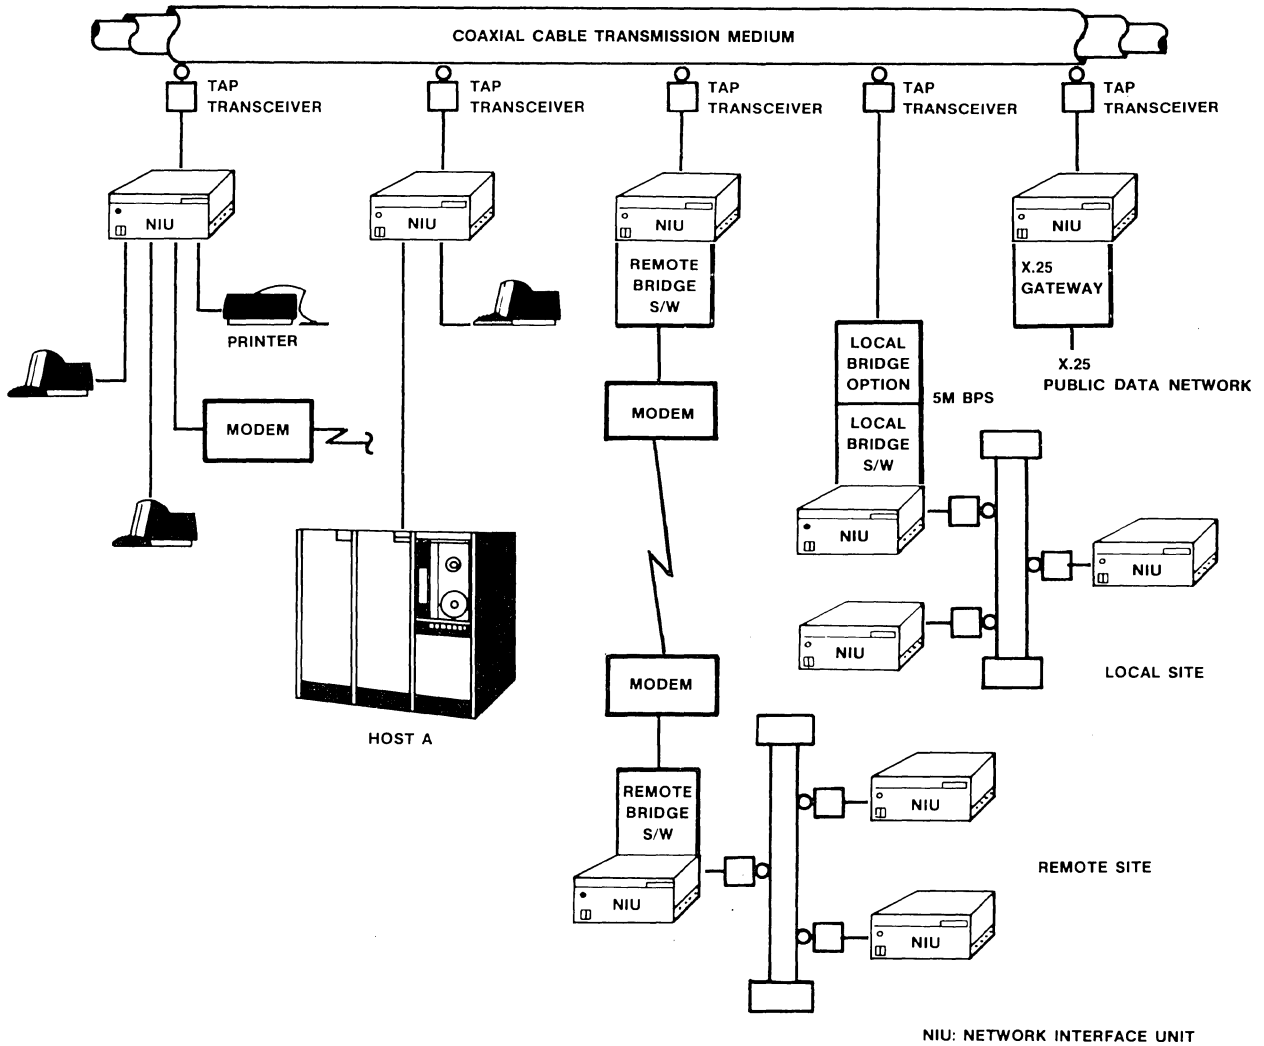 COAXIAL CABLE TRANSMISSION MEDIUM
TAP
TRANSCEIVER
TAP
TRANSCEIVER
TAP
TRANSCEIVER
TAP
TRANSCEIVER
TAP
TRANSCEIVER
NIU
NIU
NIU
NIU
REMOTE
BRIDGE
S/W
X.25
GATEWAY
PRINTER
LOCAL
BRIDGE
OPTION
X.25
PUBLIC DATA NETWORK
5M BPS
MODEM
MODEM
LOCAL
BRIDGE
S/W
NIU
NIU
NIU
LOCAL SITE
MODEM
HOST A
REMOTE
BRIDGE
S/W
NIU
NIU
REMOTE SITE
NIU
NIU: NETWORK INTERFACE UNIT